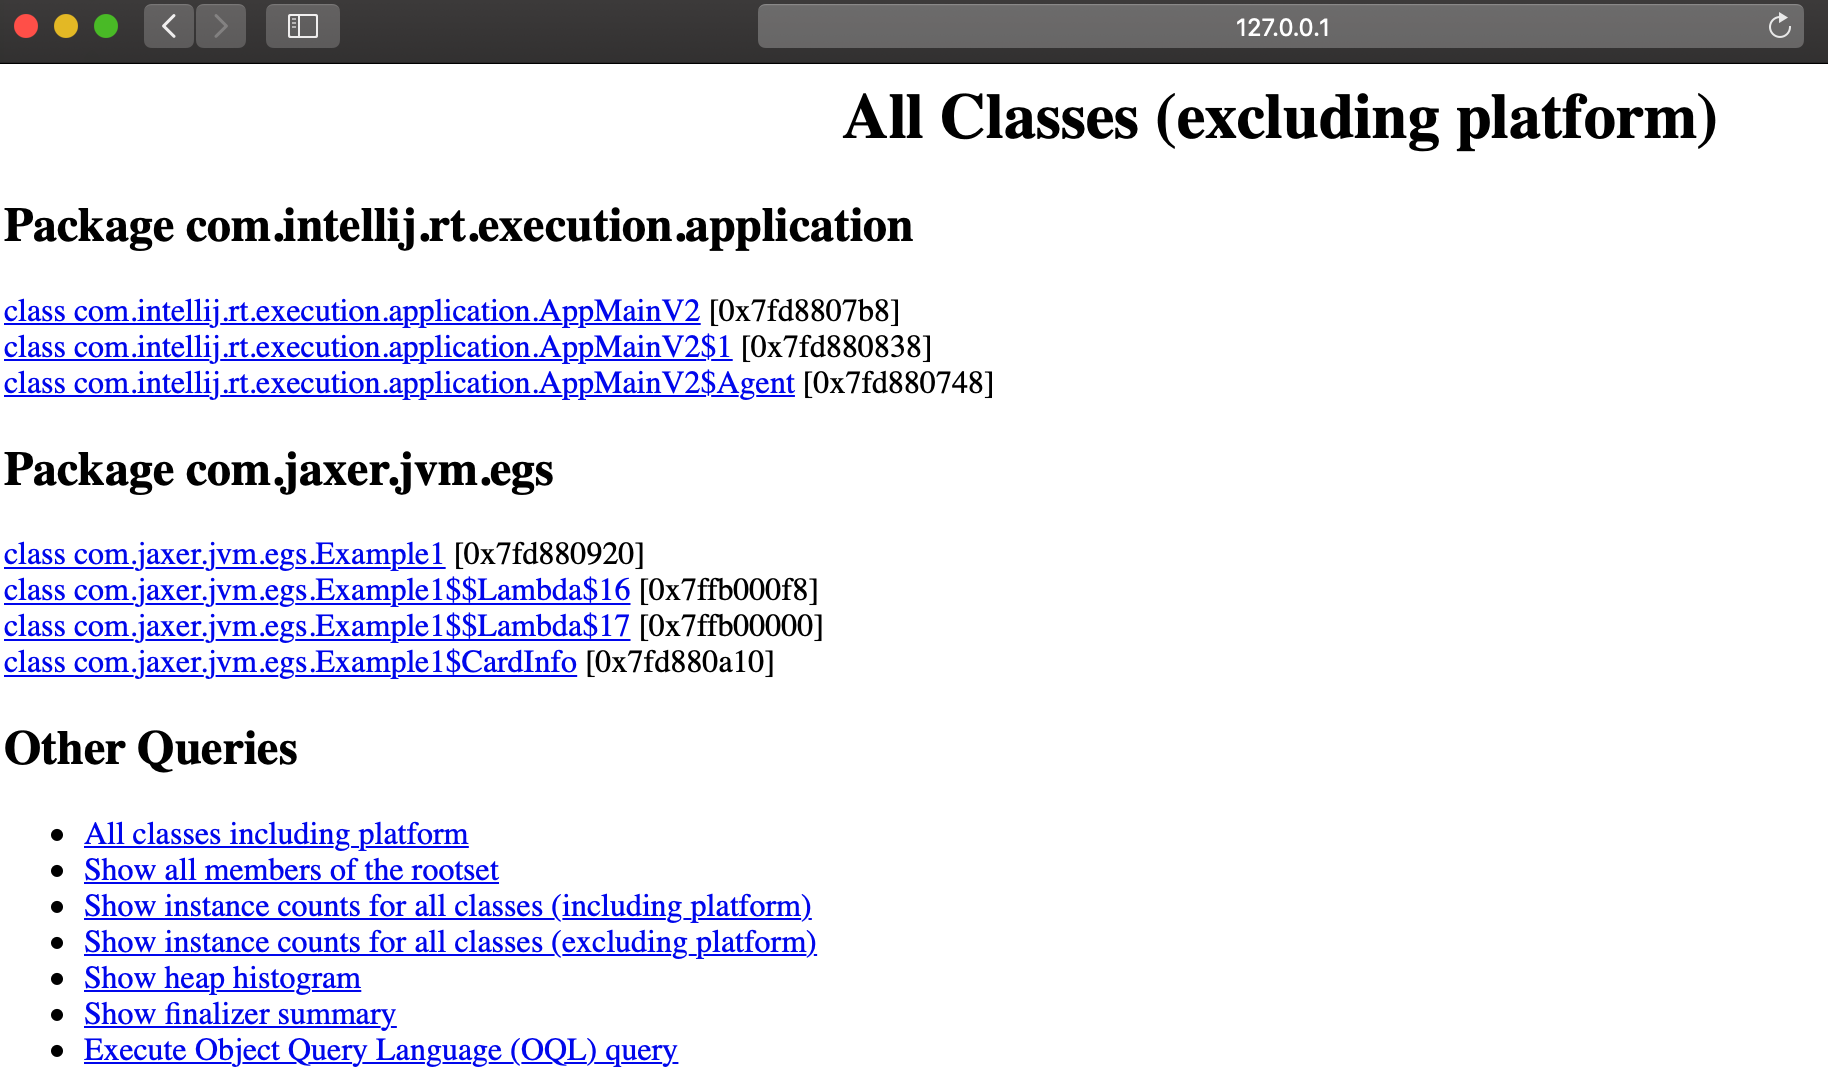 127.0.0.1
All Classes (excluding platform)
Package com.intellij.rt.execution.application
class com.intellij.rt.execution.application.AppMainV2 [0x7fd8807b8]
class com.intellij.rt.execution.application.AppMainV2$1 [0x7fd880838]
class com.intellij.rt.execution.application.AppMainV2$Agent [0x7fd880748]
Package com.jaxer.jvm.egs
class com.jaxer.jvm.egs.Example1 [0x7fd880920]
class com.jaxer.jvm.egs.Example1$$Lambda$16 [0x7ffb000f8]
class com.jaxer.jvm.egs.Example1$$Lambda$17 [0x7ffb00000]
class com.jaxer.jvm.egs.Example1$CardInfo [0x7fd880a10]
Other Queries
All classes including platform
Show all members of the rootset
Show instance counts for all classes (including platform)
Show instance counts for all classes (excluding platform)
Show heap histogram
Show finalizer summary
Execute Object Query Language (OQL) query